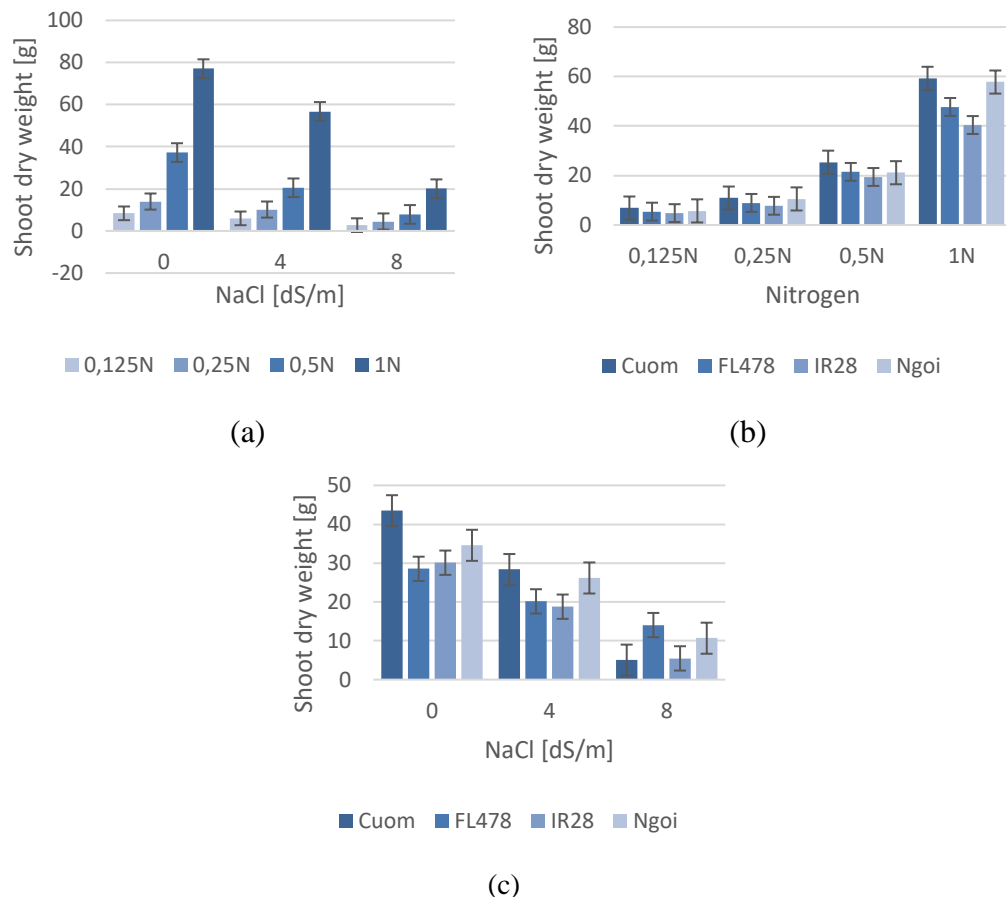 Shoot dry weight [g]
100
80
60
40
20
0
-20
0 4 8
NaCl [dS/m]
0,125N 0,25N 0,5N 1N
(a)
Shoot dry weight [g]
80
60
40
20
0
0,125N 0,25N 0,5N 1N
Nitrogen
Cuom FL478 IR28 Ngoi
(b)
Shoot dry weight [g]
50
40
30
20
10
0
0 4 8
NaCl [dS/m]
Cuom FL478 IR28 Ngoi
(c)